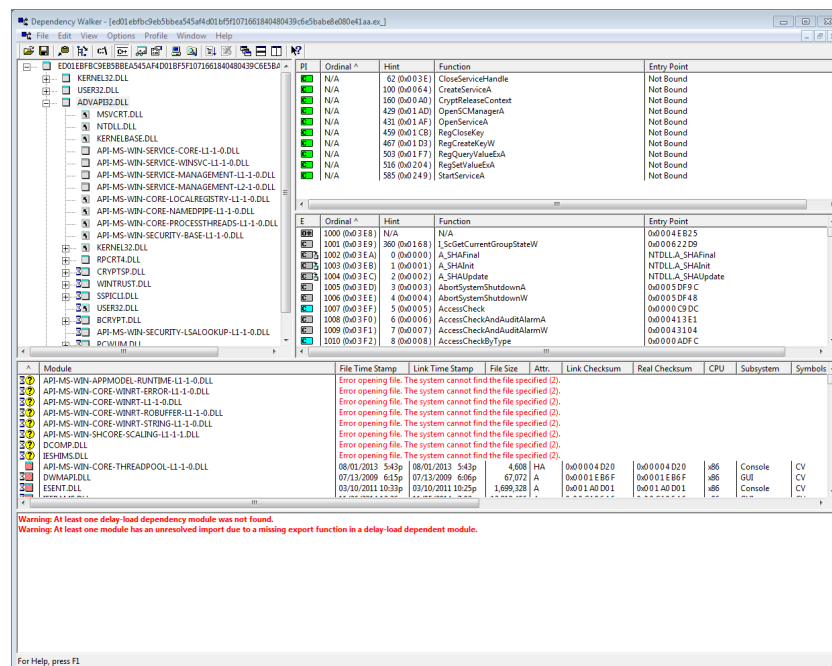 Dependency Walker - [ed01ebfbc9eb5bbea545af4d01bf5f1071661840480439c6e5babe8e080e41aa.ex_]
File Edit View Options Profile Window Help
ED01EBFBC9EB5BBEA545AF4D01BF5F1071661840480439C6E5BA
KERNEL32.DLL
USER32.DLL
ADVAPI32.DLL
MSVCRT.DLL
NTDLL.DLL
KERNELBASE.DLL
API-MS-WIN-SERVICE-CORE-L1-1-0.DLL
API-MS-WIN-SERVICE-WINSVC-L1-1-0.DLL
API-MS-WIN-SERVICE-MANAGEMENT-L1-1-0.DLL
API-MS-WIN-SERVICE-MANAGEMENT-L2-1-0.DLL
API-MS-WIN-CORE-LOCALREGISTRY-L1-1-0.DLL
API-MS-WIN-CORE-NAMEDPIPE-L1-1-0.DLL
API-MS-WIN-CORE-PROCESSTHREADS-L1-1-0.DLL
API-MS-WIN-SECURITY-BASE-L1-1-0.DLL
KERNEL32.DLL
RPCRT4.DLL
CRYPTSP.DLL
WINTRUST.DLL
SSPICLI.DLL
USER32.DLL
BCRYPT.DLL
API-MS-WIN-SECURITY-LSALOOKUP-L1-1-0.DLL
PCWUM.DLL
PI Ordinal ^ Hint Function Entry Point
N/A 62 (0x003E) CloseServiceHandle Not Bound
N/A 100 (0x0064) CreateServiceA Not Bound
N/A 160 (0x00A0) CryptReleaseContext Not Bound
N/A 429 (0x01AD) OpenSCManagerA Not Bound
N/A 431 (0x01AF) OpenServiceA Not Bound
N/A 459 (0x01CB) RegCloseKey Not Bound
N/A 467 (0x01D3) RegCreateKeyW Not Bound
N/A 503 (0x01F7) RegQueryValueExA Not Bound
N/A 516 (0x0204) RegSetValueExA Not Bound
N/A 585 (0x0249) StartServiceA Not Bound
E Ordinal ^ Hint Function Entry Point
1000 (0x03E8) N/A N/A 0x0004EB25
1001 (0x03E9) 360 (0x0168) I_ScGetCurrentGroupStateW 0x000622D9
1002 (0x03EA) 0 (0x0000) A_SHAFinal NTDLL.A_SHAFinal
1003 (0x03EB) 1 (0x0001) A_SHAInit NTDLL.A_SHAInit
1004 (0x03EC) 2 (0x0002) A_SHAUpdate NTDLL.A_SHAUpdate
1005 (0x03ED) 3 (0x0003) AbortSystemShutdownA 0x0005DF9C
1006 (0x03EE) 4 (0x0004) AbortSystemShutdownW 0x0005DF48
1007 (0x03EF) 5 (0x0005) AccessCheck 0x0000C9DC
1008 (0x03F0) 6 (0x0006) AccessCheckAndAuditAlarmA 0x000413E1
1009 (0x03F1) 7 (0x0007) AccessCheckAndAuditAlarmW 0x00043104
1010 (0x03F2) 8 (0x0008) AccessCheckByType 0x0000ADFC
^ Module File Time Stamp Link Time Stamp File Size Attr. Link Checksum Real Checksum CPU Subsystem Symbols
API-MS-WIN-APPMODEL-RUNTIME-L1-1-0.DLL Error opening file. The system cannot find the file specified (2).
API-MS-WIN-CORE-WINRT-ERROR-L1-1-0.DLL Error opening file. The system cannot find the file specified (2).
API-MS-WIN-CORE-WINRT-L1-1-0.DLL Error opening file. The system cannot find the file specified (2).
API-MS-WIN-CORE-WINRT-ROBUFFER-L1-1-0.DLL Error opening file. The system cannot find the file specified (2).
API-MS-WIN-CORE-WINRT-STRING-L1-1-0.DLL Error opening file. The system cannot find the file specified (2).
API-MS-WIN-SHCORE-SCALING-L1-1-1.DLL Error opening file. The system cannot find the file specified (2).
DCOMP.DLL Error opening file. The system cannot find the file specified (2).
IESHIMS.DLL Error opening file. The system cannot find the file specified (2).
API-MS-WIN-CORE-THREADPOOL-L1-1-0.DLL 08/01/2013 5:43p 08/01/2013 5:43p 4,608 HA 0x00004D20 0x00004D20 x86 Console CV
DWMAPI.DLL 07/13/2009 6:15p 07/13/2009 6:06p 67,072 A 0x0001EB6F 0x0001EB6F x86 GUI CV
ESENT.DLL 03/10/2011 10:33p 03/10/2011 10:25p 1,699,328 A 0x001A0D01 0x001A0D01 x86 Console CV
Warning: At least one delay-load dependency module was not found.
Warning: At least one module has an unresolved import due to a missing export function in a delay-load dependent module.
For Help, press F1